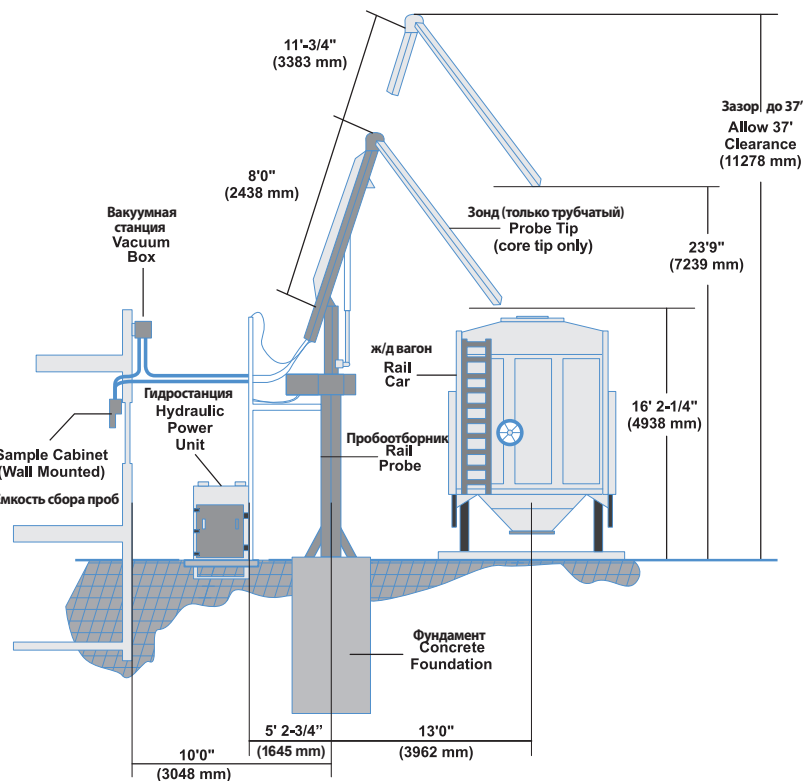 11'-3/4"
(3383 mm)
Зазор до 37'
Allow 37'
Clearance
(11278 mm)
8'0"
(2438 mm)
Вакуумная
станция
Vacuum
Box
Зонд (только трубчатый)
Probe Tip
(core tip only)
23'9"
(7239 mm)
ж/д вагон
Rail
Car
16' 2-1/4"
(4938 mm)
Гидростанция
Hydraulic
Power
Unit
Пробоотборник
Rail
Probe
Sample Cabinet
(Wall Mounted)
Емкость сбора проб
Фундамент
Concrete
Foundation
5' 2-3/4"
(1645 mm)
13'0"
(3962 mm)
10'0"
(3048 mm)